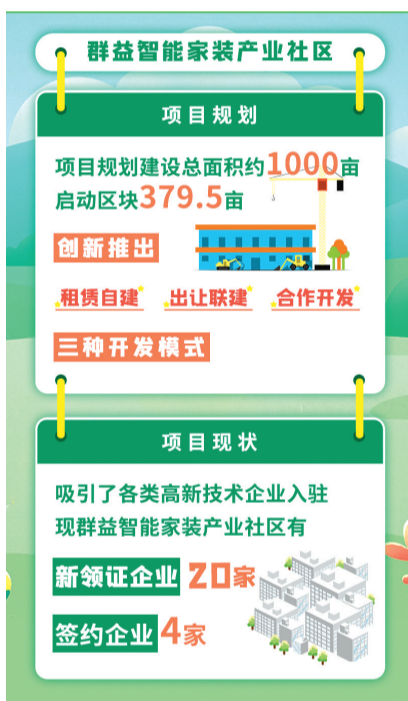 群益智能家装产业社区
项目规划
项目规划建设总面积约1000亩
启动区块379.5亩
创新推出
租赁自建 出让联建 合作开发
三种开发模式
项目现状
吸引了各类高新技术企业入驻
现群益智能家装产业社区有
新领证企业 20家
签约企业 4家